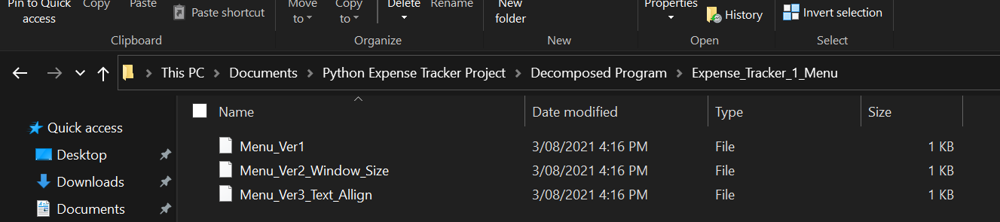 Pin to Quick access
Copy
Paste
Paste shortcut
Clipboard
Move to
Copy to
Delete
Rename
Organize
New folder
New
Properties
History
Open
Invert selection
Select
This PC
Documents
Python Expense Tracker Project
Decomposed Program
Expense_Tracker_1_Menu
Name
Date modified
Type
Size
Quick access
Desktop
Downloads
Documents
Menu_Ver1 3/08/2021 4:16 PM File 1 KB
Menu_Ver2_Window_Size 3/08/2021 4:16 PM File 1 KB
Menu_Ver3_Text_Allign 3/08/2021 4:16 PM File 1 KB